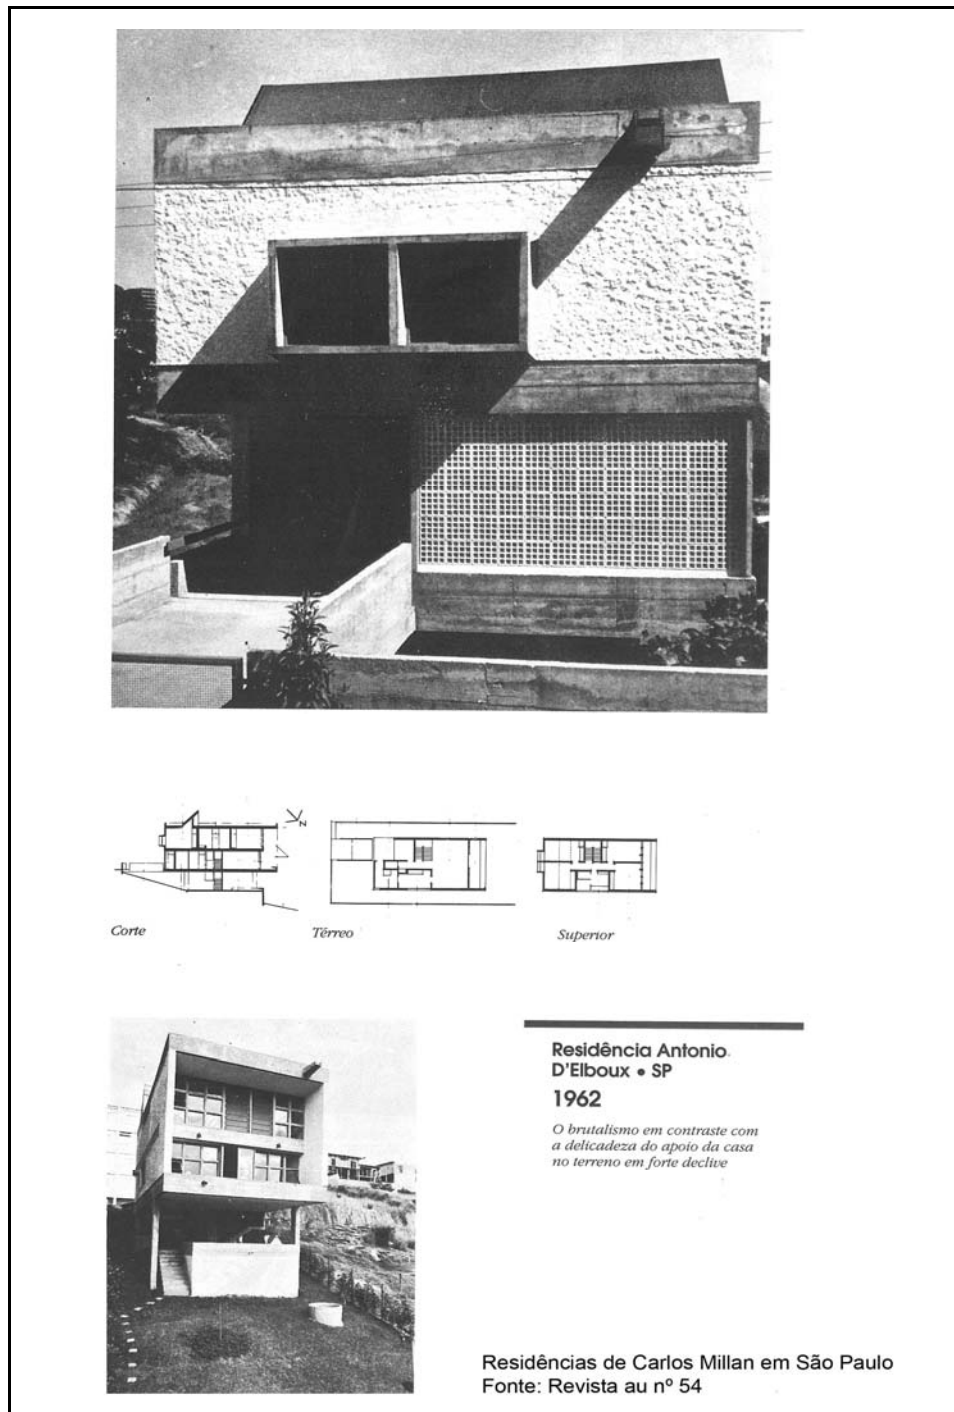 Corte
Térreo
Superior
Residência Antonio
D'Elboux • SP
1962
O brutalismo em contraste com
a delicadeza do apoio da casa
no terreno em forte declive
Residências de Carlos Millan em São Paulo
Fonte: Revista au nº 54